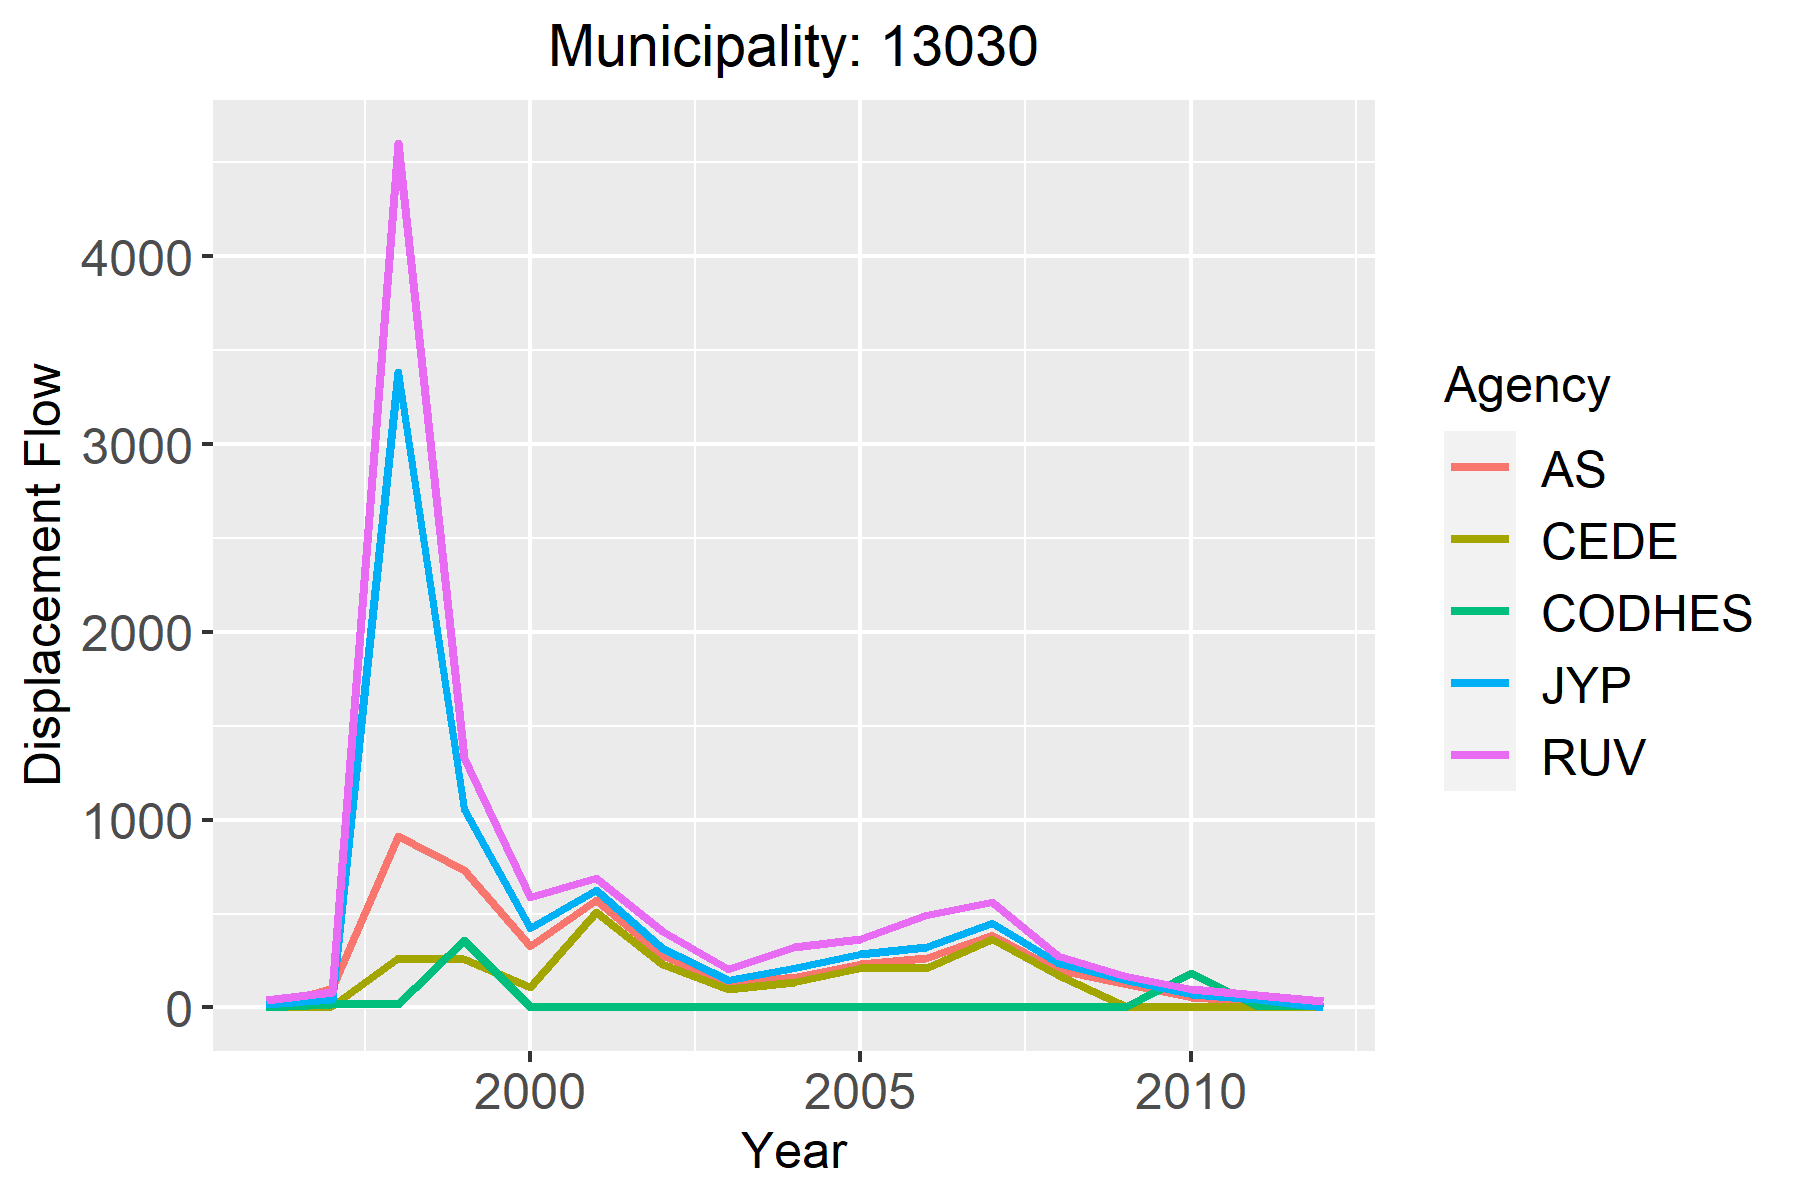 Municipality: 13030
Displacement Flow
4000
3000
2000
1000
0
2000 2005 2010
Year
Agency
AS
CEDE
CODHES
JYP
RUV